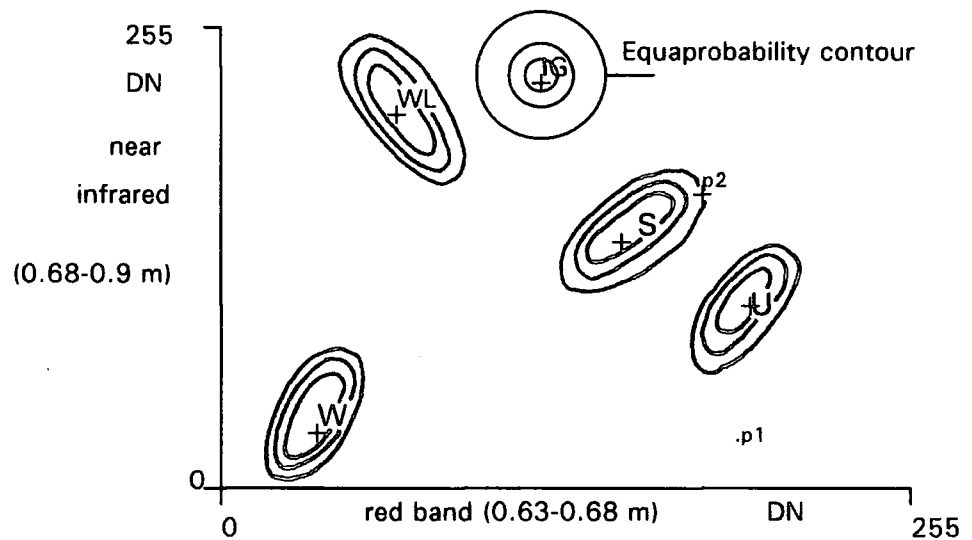 255
DN
near
infrared
(0.68-0.9 m)
0
WL
IG
Equaprobability contour
p2
S
U
W
.p1
0
red band (0.63-0.68 m)
DN
255